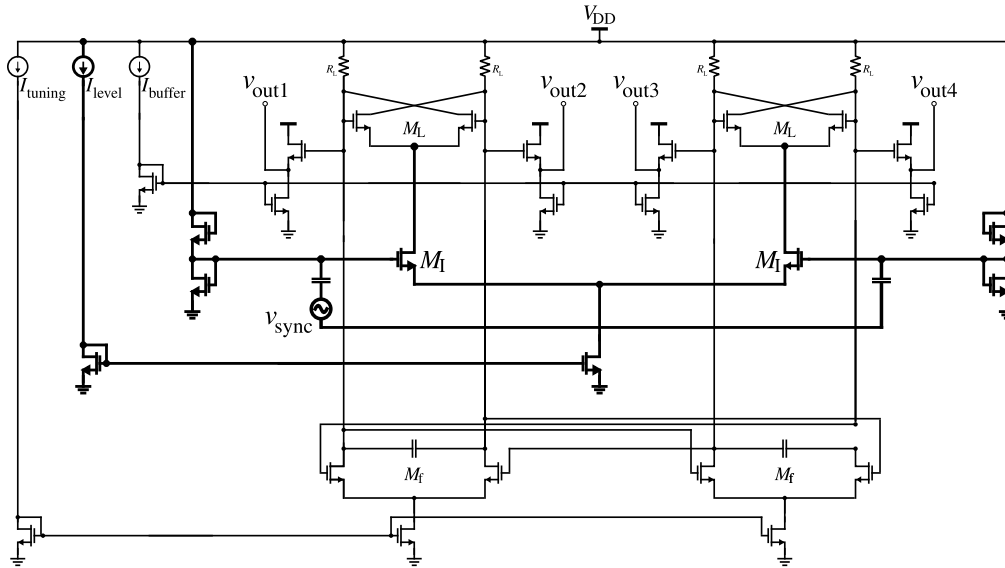 VDD
Ituning
Ilevel
Ibuffer
RL
RL
RL
RL
vout1
vout2
vout3
vout4
ML
ML
MI
MI
vsync
Mf
Mf